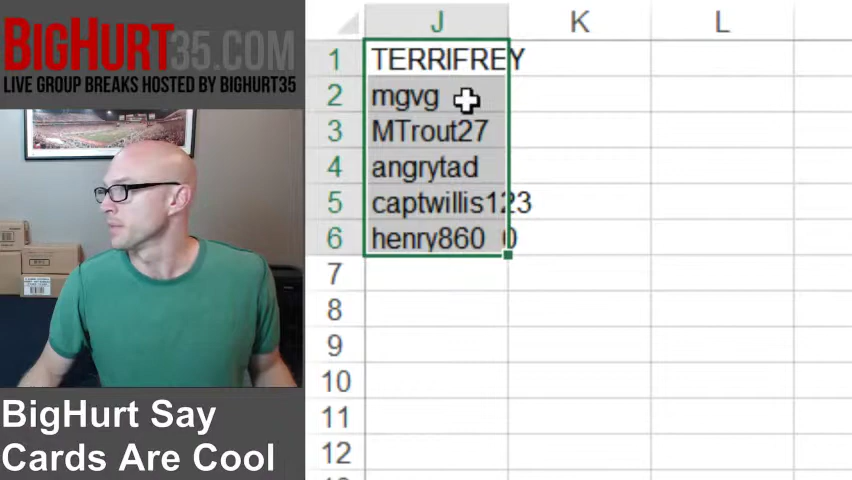 BIGHURT35.COM
LIVE GROUP BREAKS HOSTED BY BIGHURT35
J K L
1 TERRIFREY
2 mgvg
3 MTrout27
4 angrytad
5 captwillis123
6 henry860_0
7
8
9
10
11
12
BigHurt Say
Cards Are Cool